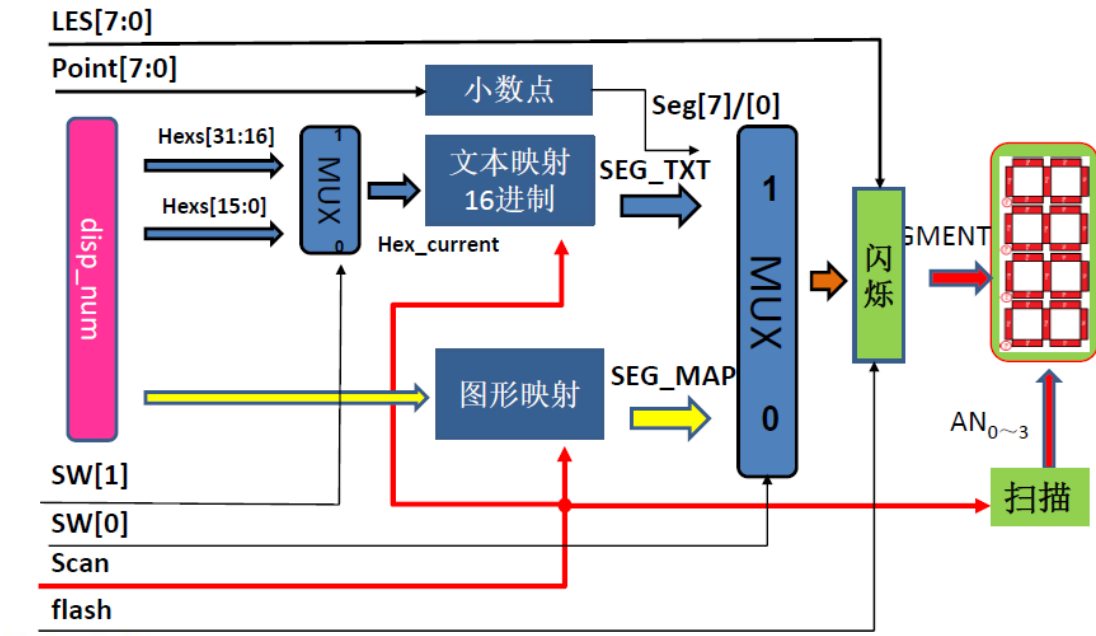 LES[7:0]
Point[7:0]
小数点
Seg[7]/[0]
Hexs[31:16]
1
MUX
0
文本映射
16进制
SEG_TXT
1
MUX
0
Hexs[15:0]
Hex_current
disp_num
闪烁
GMENT
图形映射
SEG_MAP
AN0~3
扫描
SW[1]
SW[0]
Scan
flash